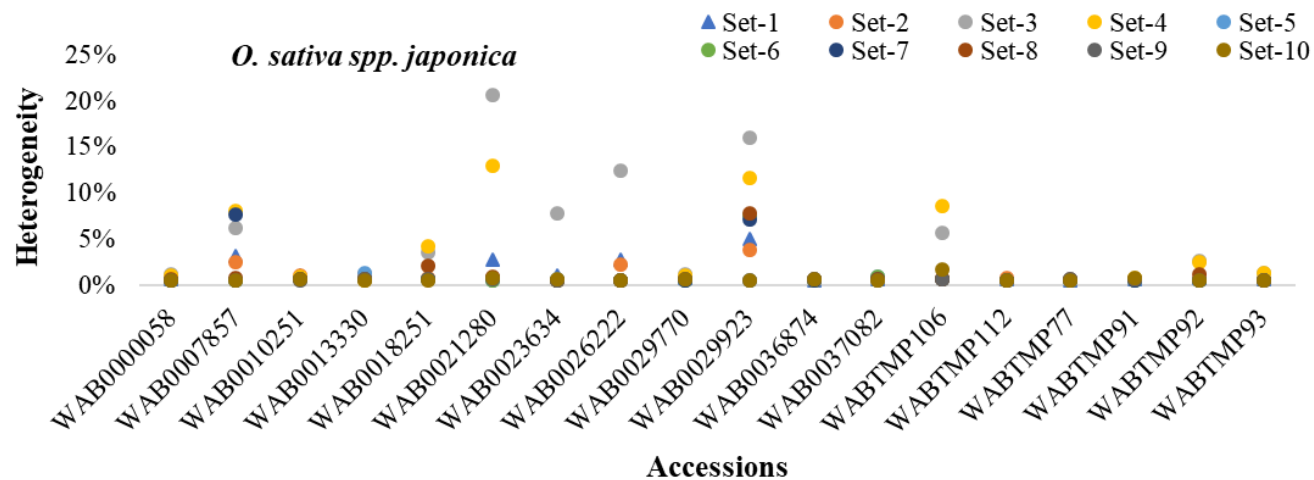 Set-1 Set-2 Set-3 Set-4 Set-5
Set-6 Set-7 Set-8 Set-9 Set-10
O. sativa spp. japonica
Heterogeneity
25%
20%
15%
10%
5%
0%
WAB0000058
WAB0007857
WAB0010251
WAB0013330
WAB0018251
WAB0021280
WAB0023634
WAB0026222
WAB0029770
WAB0029923
WAB0036874
WAB0037082
WABTMP106
WABTMP112
WABTMP77
WABTMP91
WABTMP92
WABTMP93
Accessions